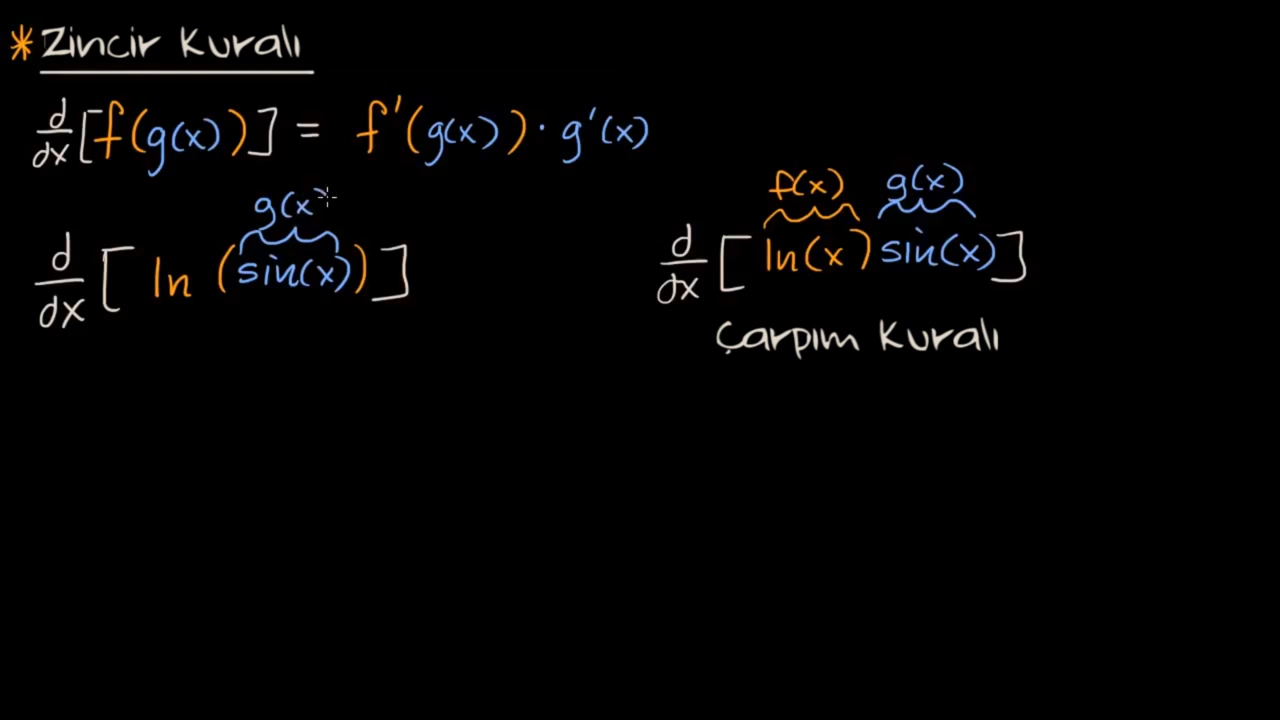 * Zincir Kuralı
d/dx [f(g(x))] = f'(g(x)) · g'(x)
g(x)
d/dx [ ln (sin(x)) ]
f(x) g(x)
d/dx [ ln(x) sin(x) ]
Çarpım Kuralı